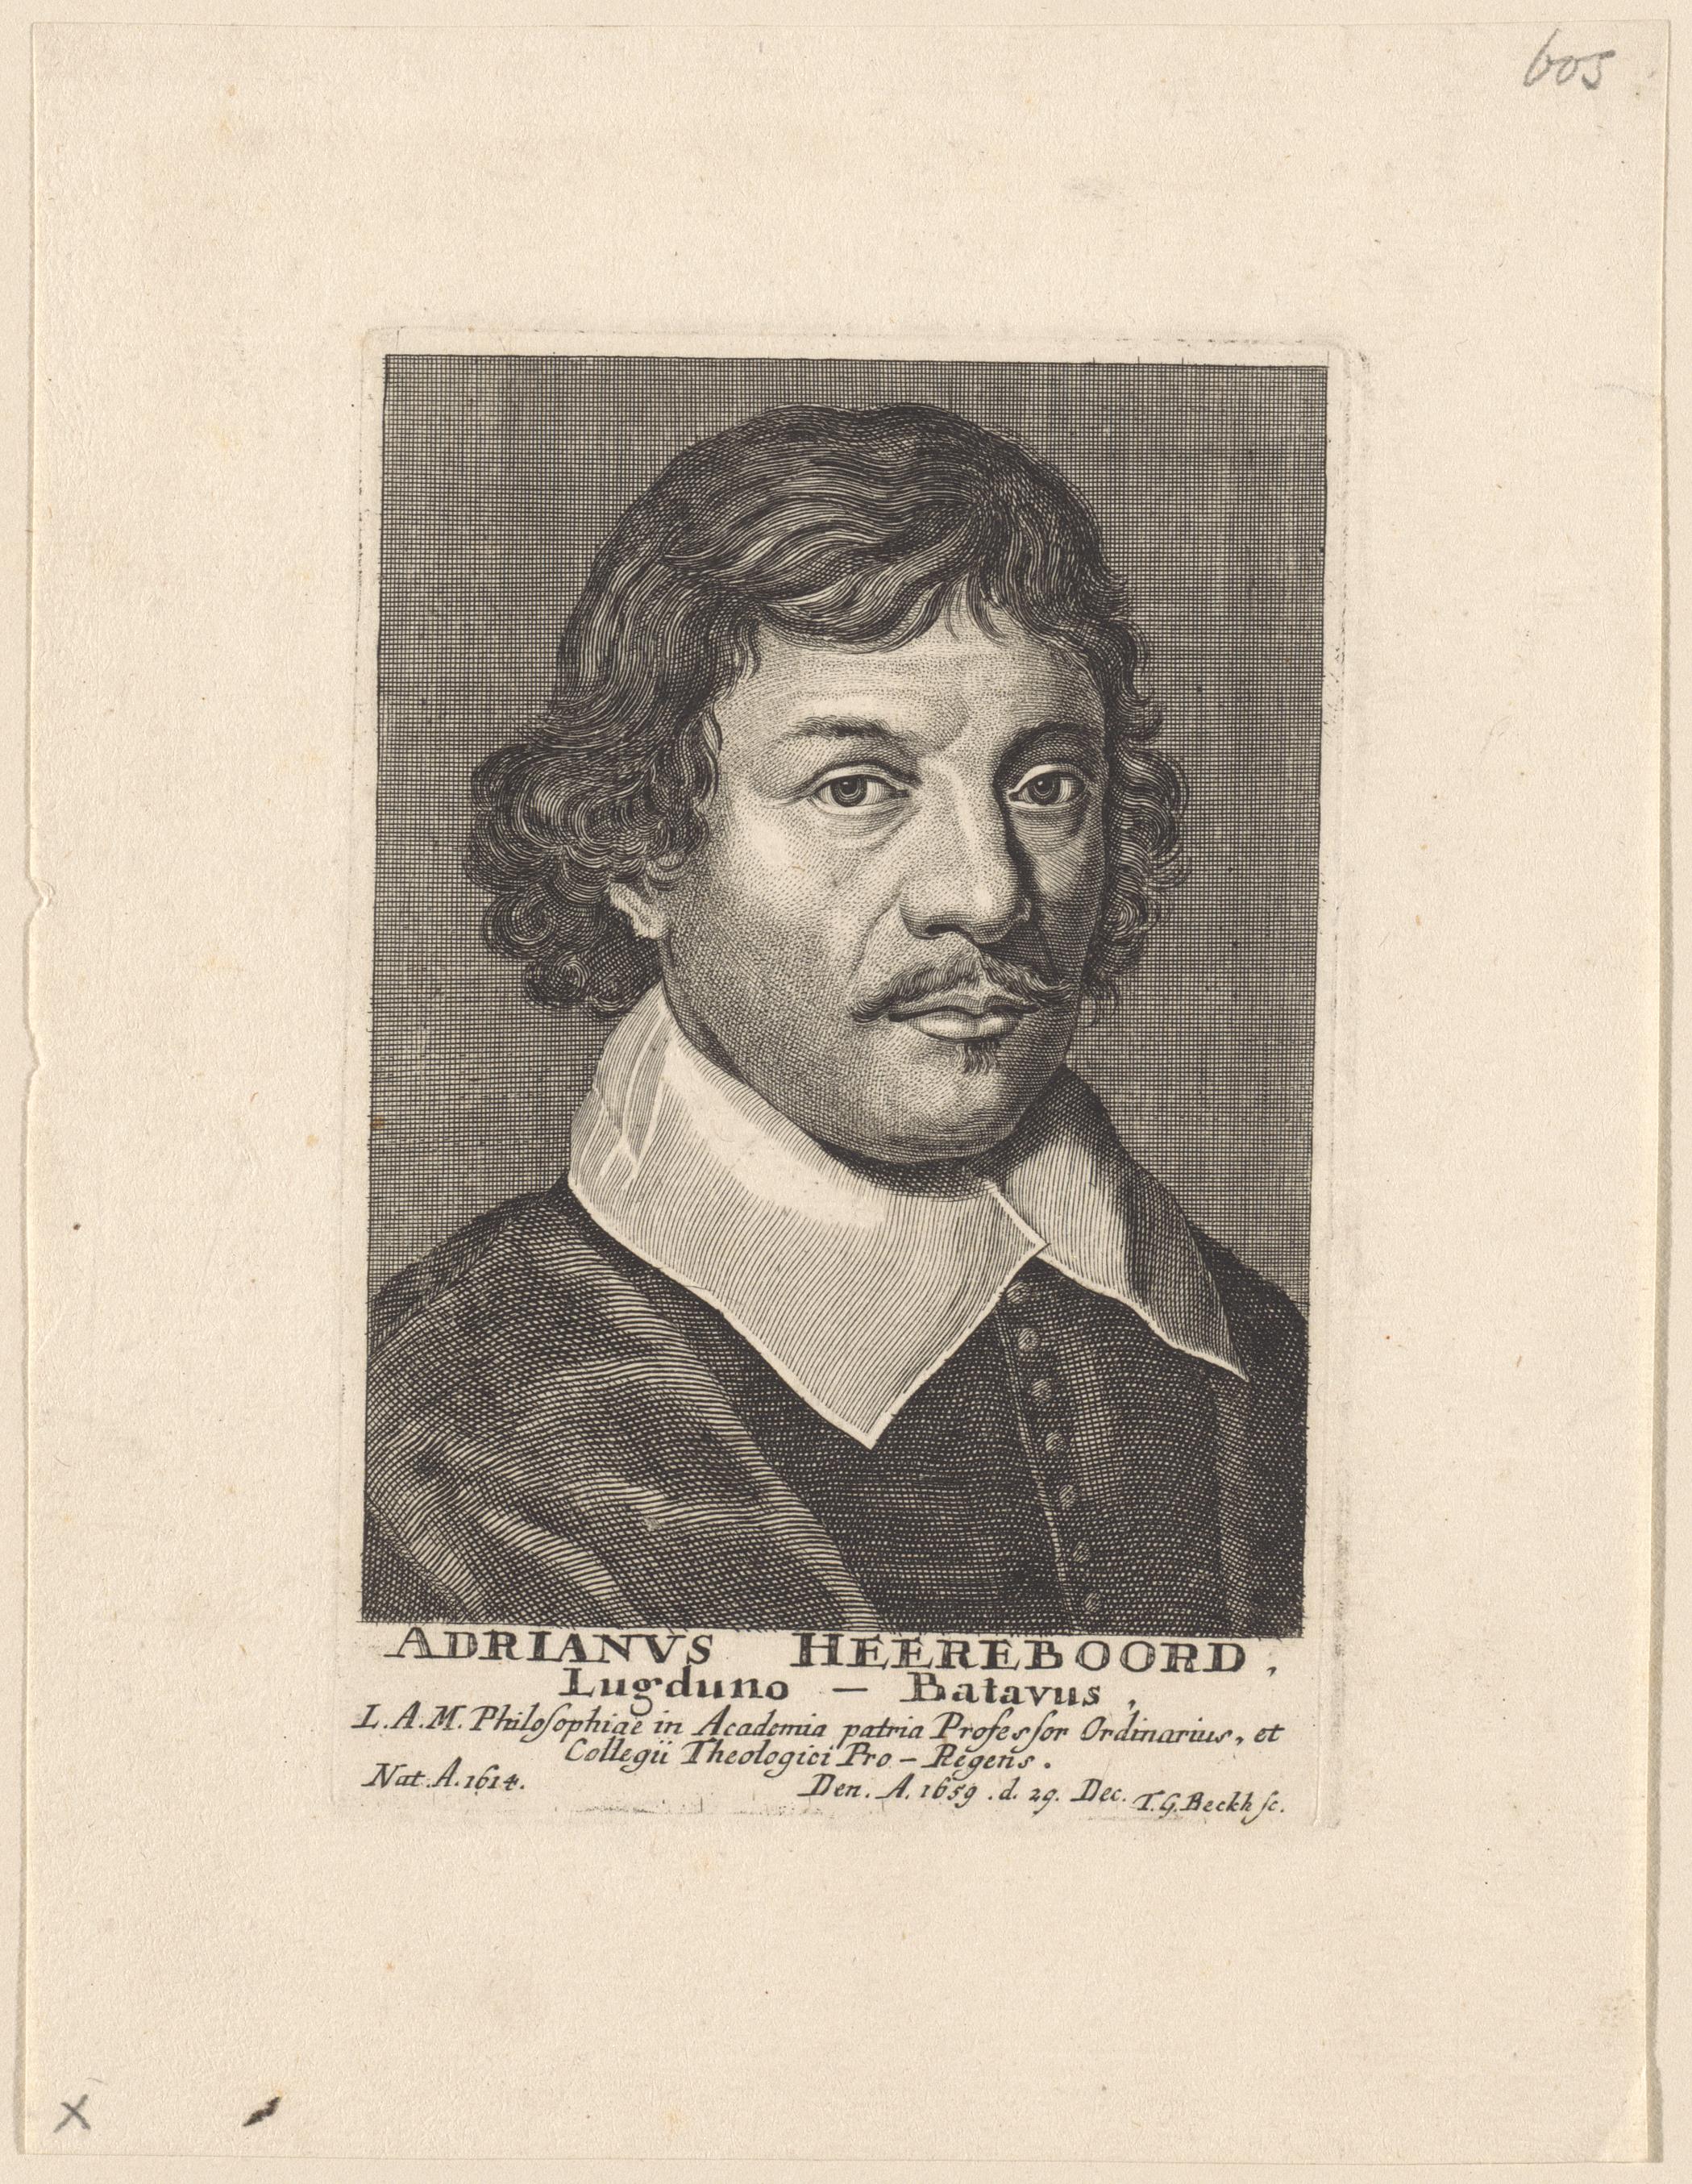 605
ADRIANVS HEEREBOORD,
Lugduno – Batavus,
L.A.M. Philoſophiae in Academia patria Profesſor Ordinarius, et
Collegii Theologici Pro – Regens.
Nat. A. 1614. Den. A. 1659. d. 29. Dec. T.G. Beckh ſc.
X